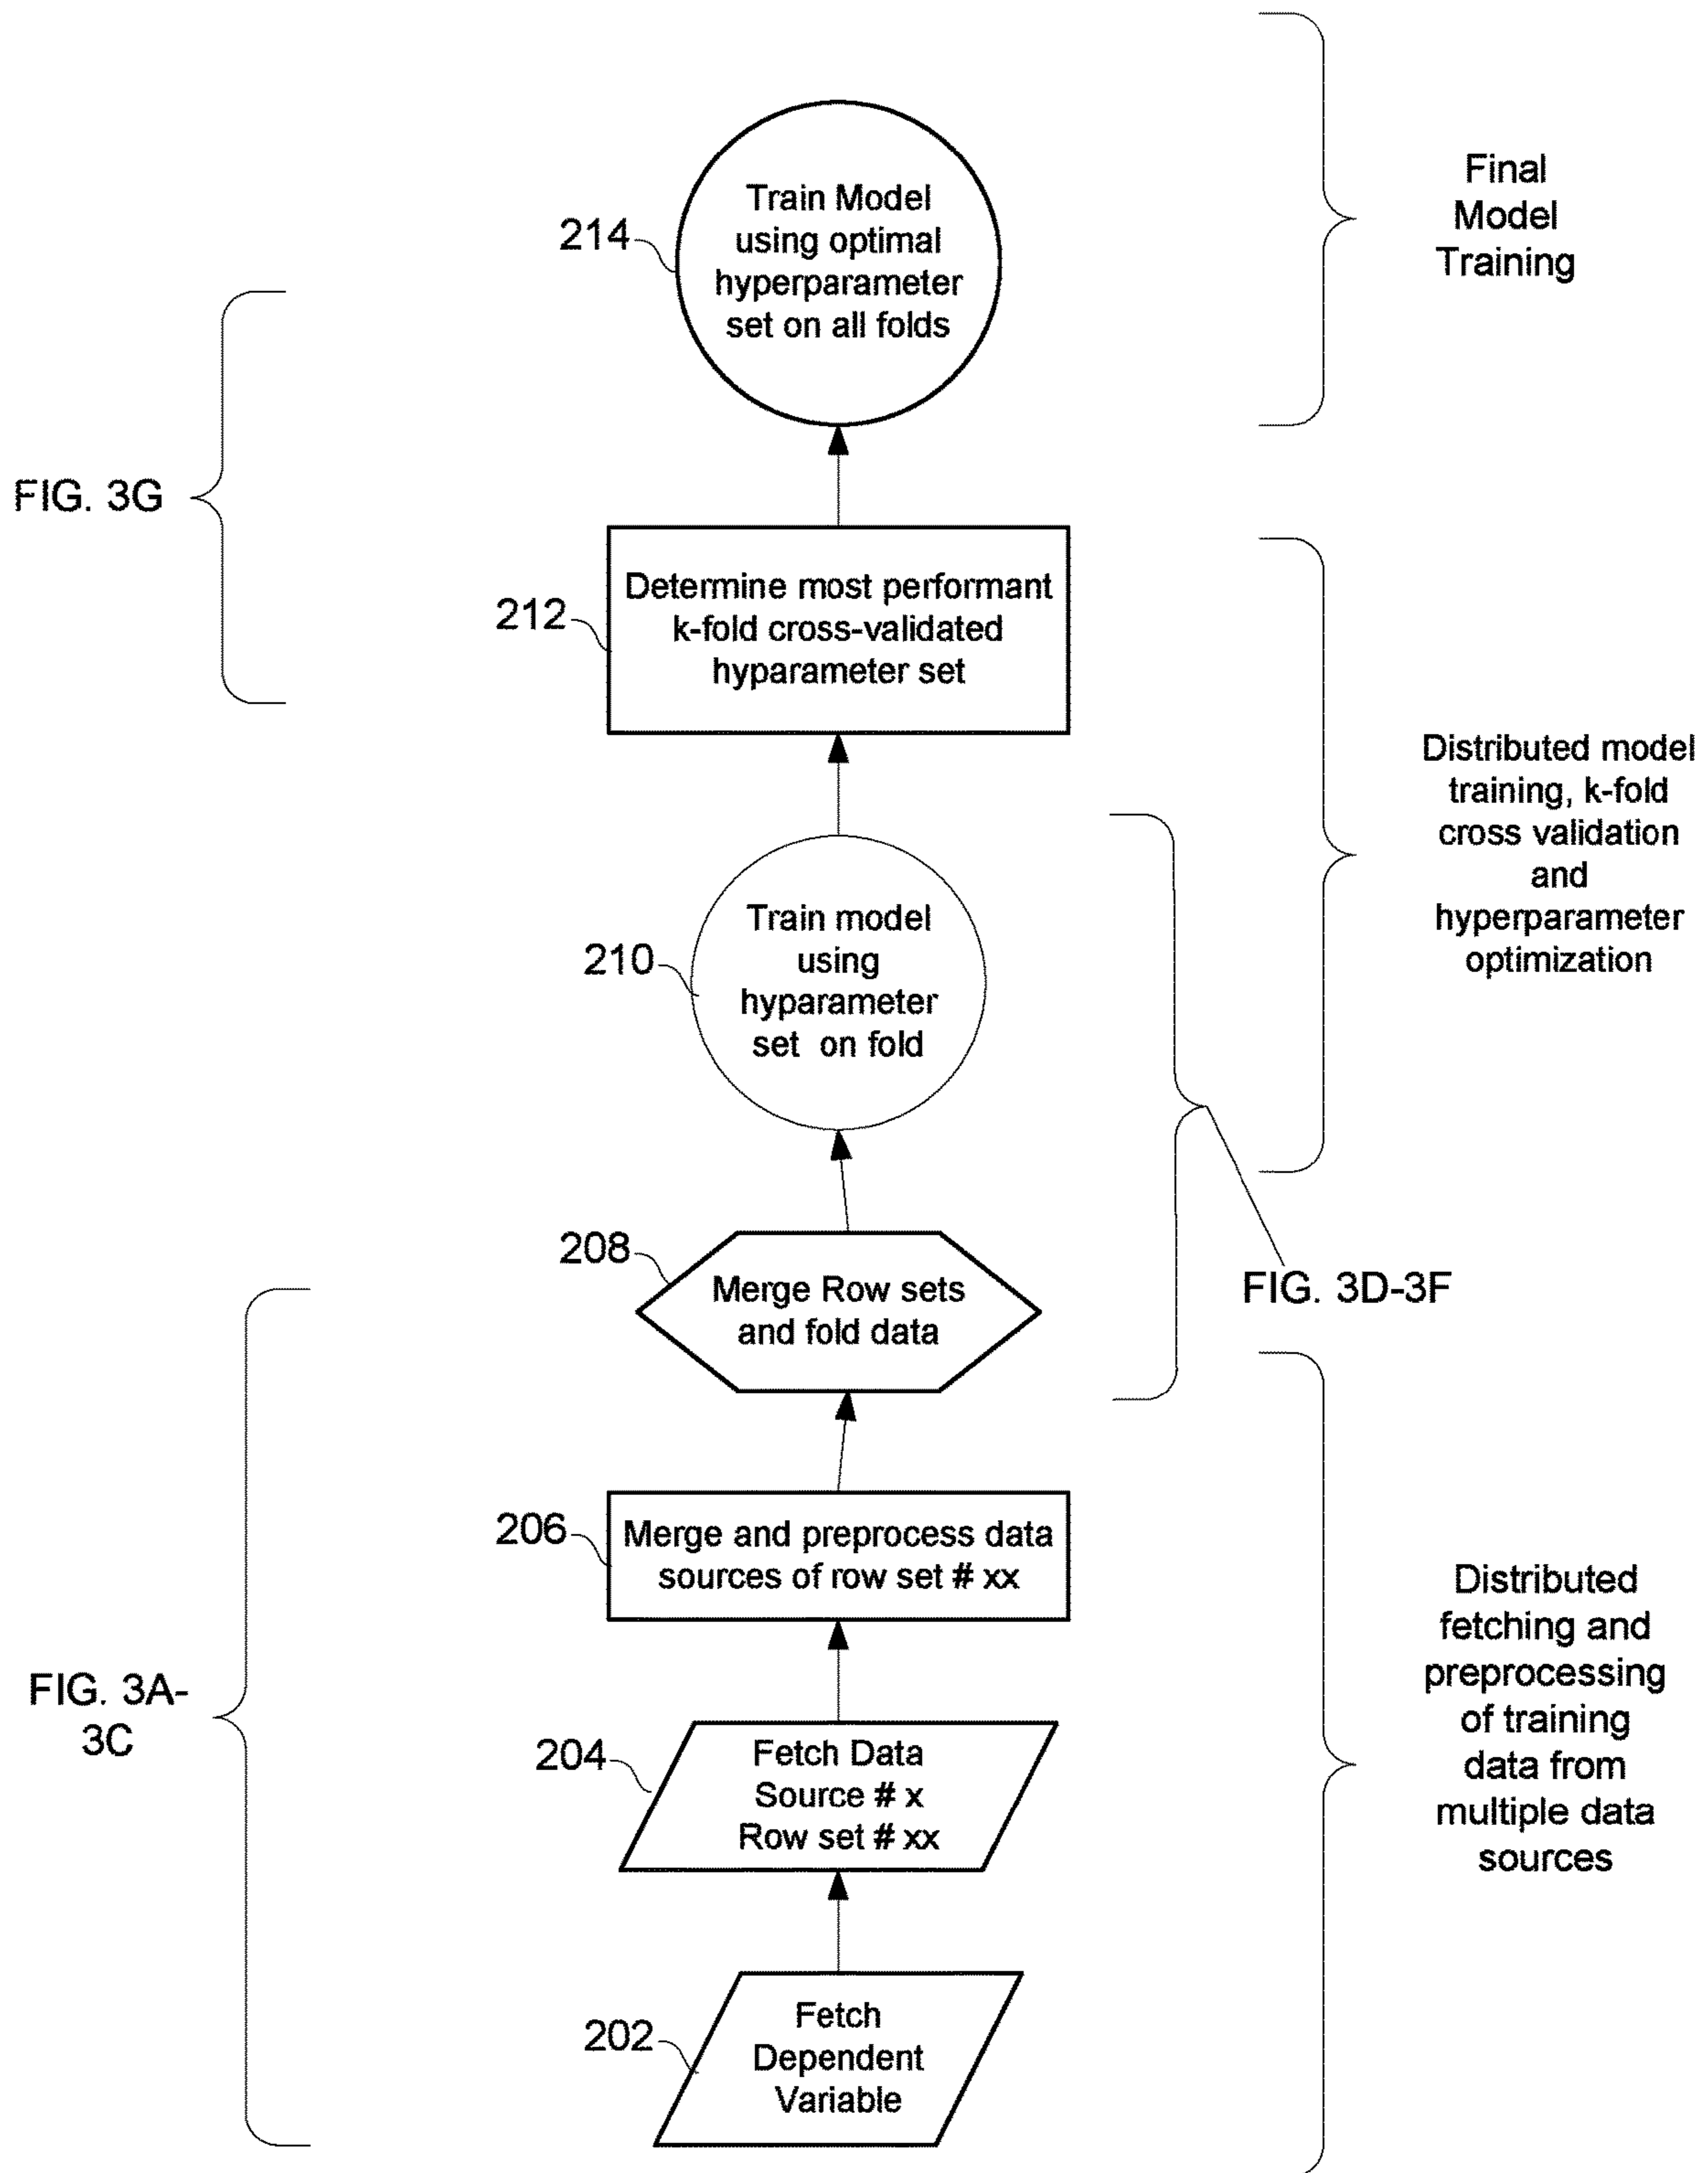 Final
Model
Training
214
Train Model
using optimal
hyperparameter
set on all folds
FIG. 3G
212
Determine most performant
k-fold cross-validated
hyparameter set
Distributed model
training, k-fold
cross validation
and
hyperparameter
optimization
210
Train model
using
hyparameter
set on fold
208
Merge Row sets
and fold data
FIG. 3D-3F
206
Merge and preprocess data
sources of row set # xx
Distributed
fetching and
preprocessing
of training
data from
multiple data
sources
FIG. 3A-
3C
204
Fetch Data
Source # x
Row set # xx
202
Fetch
Dependent
Variable